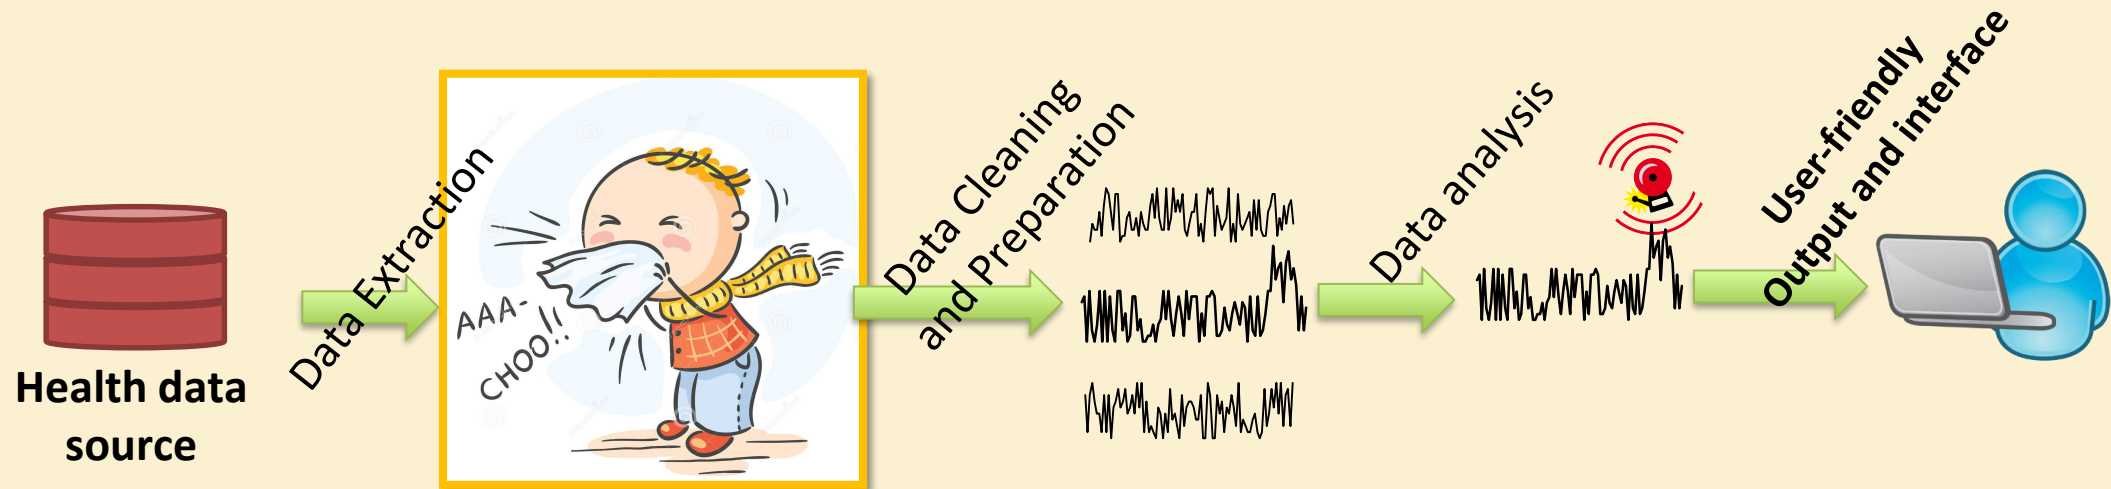 Health data
source
Data Extraction
AAA-
CHOO!!
Data Cleaning
and Preparation
Data analysis
User-friendly
Output and interface